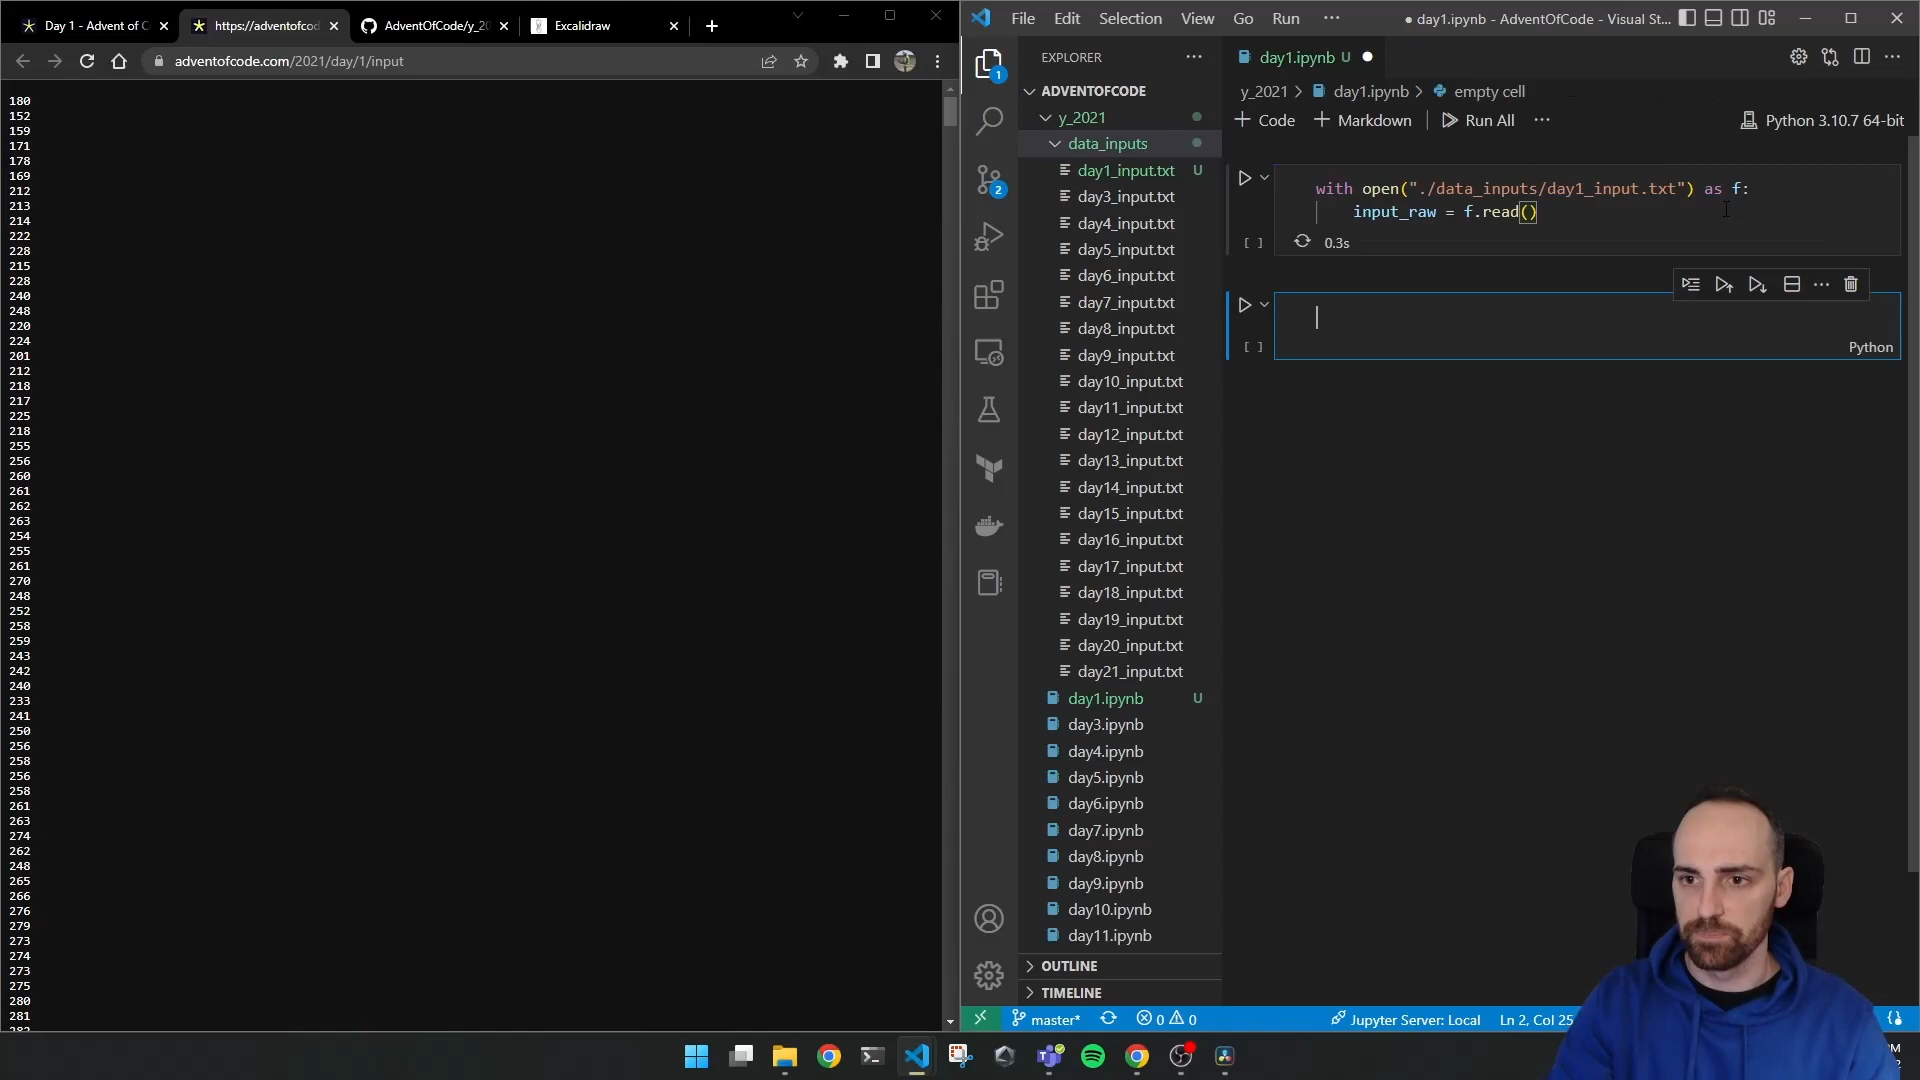 Day 1 - Advent of C
https://adventofcod
AdventOfCode/y_20
Excalidraw
adventofcode.com/2021/day/1/input
180
152
159
171
178
169
212
213
214
222
228
215
228
240
248
220
224
201
212
218
217
225
218
255
256
260
261
262
263
254
255
261
270
248
252
258
259
243
242
240
233
241
250
256
258
256
258
261
263
274
262
248
265
266
276
279
273
274
273
275
280
281
File Edit Selection View Go Run
day1.ipynb - AdventOfCode - Visual St...
EXPLORER
1
2
ADVENTOFCODE
y_2021
data_inputs
day1_input.txt U
day3_input.txt
day4_input.txt
day5_input.txt
day6_input.txt
day7_input.txt
day8_input.txt
day9_input.txt
day10_input.txt
day11_input.txt
day12_input.txt
day13_input.txt
day14_input.txt
day15_input.txt
day16_input.txt
day17_input.txt
day18_input.txt
day19_input.txt
day20_input.txt
day21_input.txt
day1.ipynb U
day3.ipynb
day4.ipynb
day5.ipynb
day6.ipynb
day7.ipynb
day8.ipynb
day9.ipynb
day10.ipynb
day11.ipynb
OUTLINE
TIMELINE
day1.ipynb U
y_2021 > day1.ipynb > empty cell
+ Code + Markdown Run All
Python 3.10.7 64-bit
with open("./data_inputs/day1_input.txt") as f:
input_raw = f.read()
[ ] 0.3s
[ ] Python
master* 0 0 Jupyter Server: Local Ln 2, Col 25